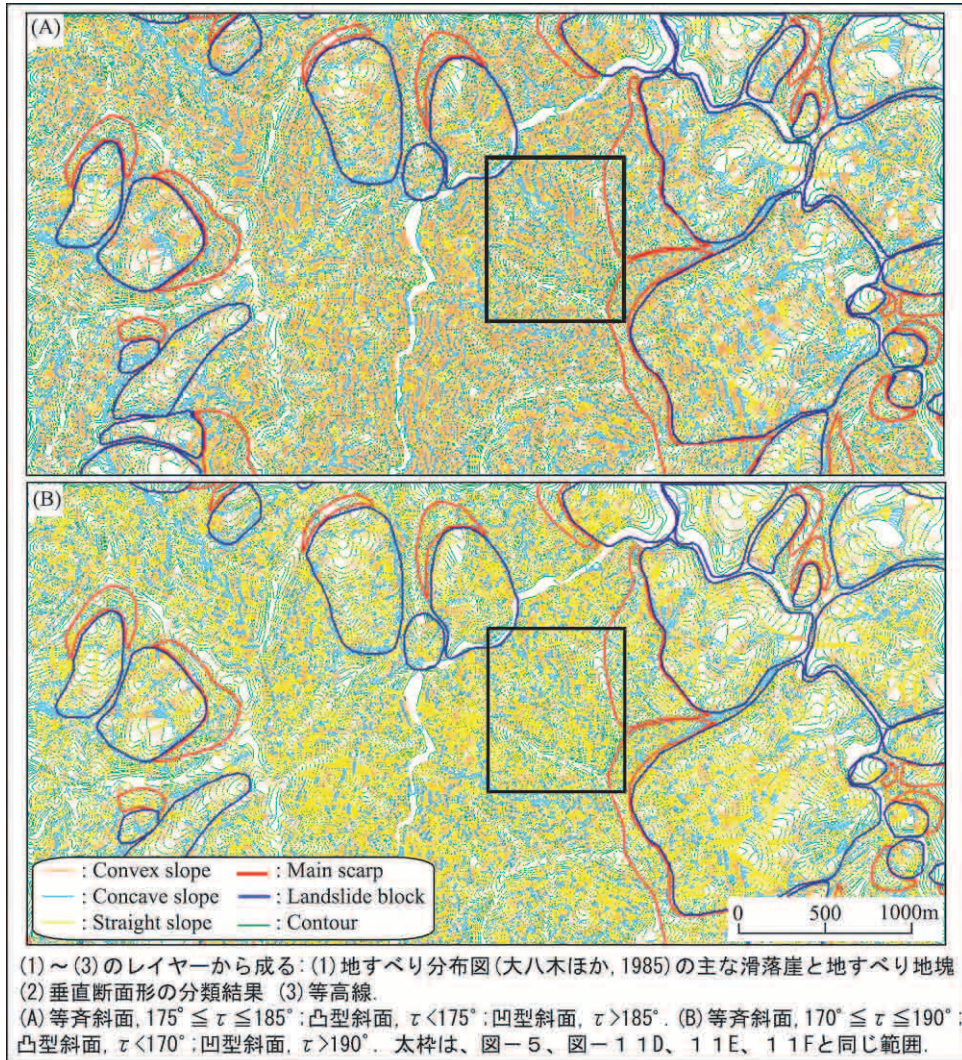 (A)
(B)
: Convex slope
: Main scarp
: Concave slope
: Landslide block
: Straight slope
: Contour
0 500 1000m
(1)～(3)のレイヤーから成る:(1)地すべり分布図(大八木ほか,1985)の主な滑落崖と地すべり地塊
(2)垂直断面形の分類結果 (3)等高線.
(A)等斉斜面,175°≦τ≦185°;凸型斜面,τ<175°;凹型斜面,τ>185°. (B)等斉斜面,170°≦τ≦190°;
凸型斜面,τ<170°;凹型斜面,τ>190°. 太枠は、図－5、図－11D、11E、11Fと同じ範囲.